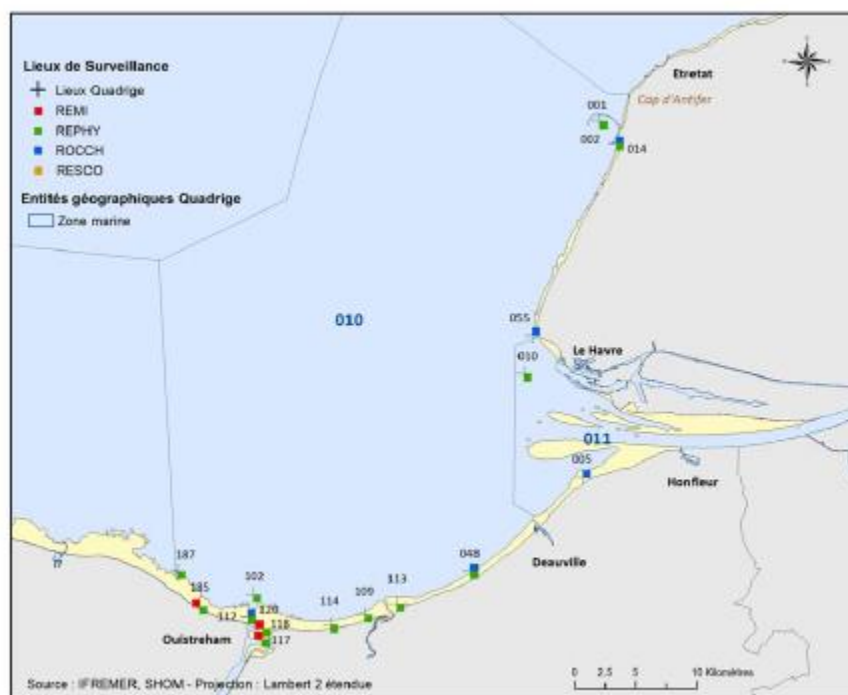 Lieux de Surveillance
Lieux Quadrige
REMI
REPHY
ROCCH
RESCO
Entités géographiques Quadrige
Zone marine
Etretat
Cap d'Antifer
001
002
014
010
055
Le Havre
010
011
005
Honfleur
Deauville
048
187
185
102
113
109
114
112
120
118
117
Ouistreham
Source : IFREMER, SHOM - Projection : Lambert 2 étendue
0 2,5 5 10 Kilomètres